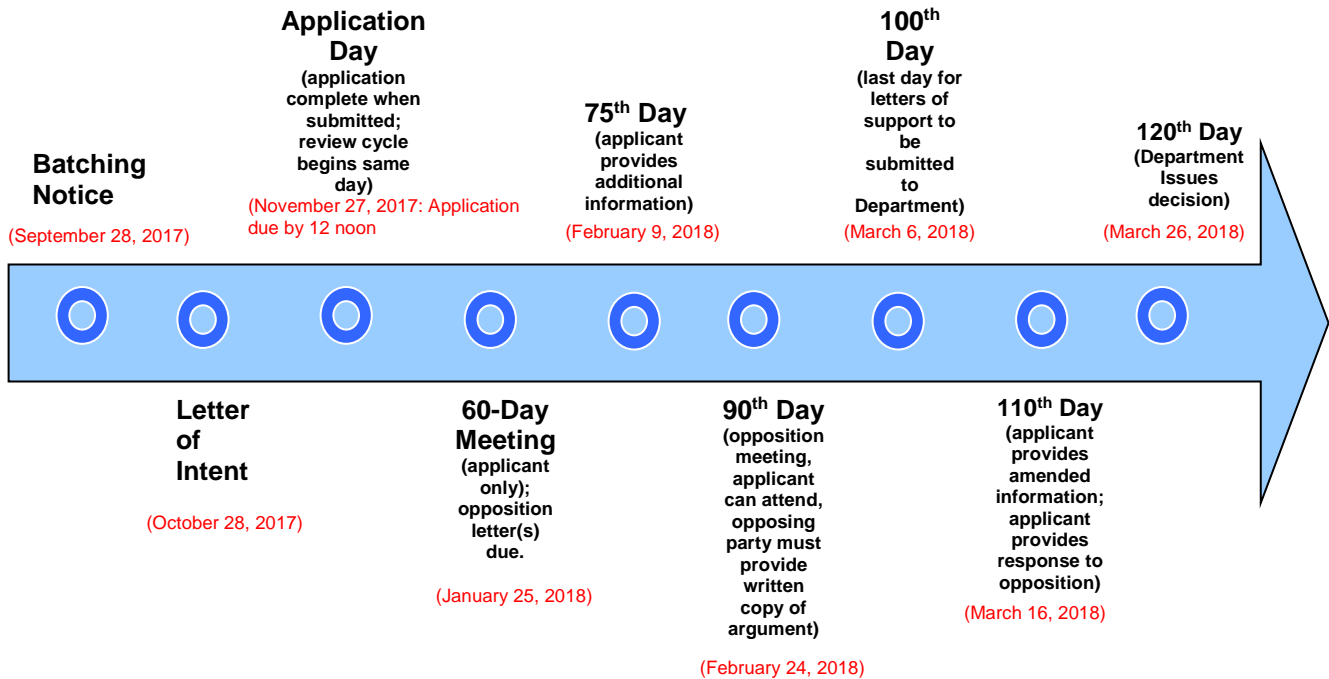 Batching
Notice
(September 28, 2017)
Letter
of
Intent
(October 28, 2017)
Application
Day
(application
complete when
submitted;
review cycle
begins same
day)
(November 27, 2017: Application
due by 12 noon
60-Day
Meeting
(applicant
only);
opposition
letter(s)
due.
(January 25, 2018)
75th Day
(applicant
provides
additional
information)
(February 9, 2018)
90th Day
(opposition
meeting,
applicant
can attend,
opposing
party must
provide
written
copy of
argument)
(February 24, 2018)
100th
Day
(last day for
letters of
support to
be
submitted
to
Department)
(March 6, 2018)
110th Day
(applicant
provides
amended
information;
applicant
provides
response to
opposition)
(March 16, 2018)
120th Day
(Department
Issues
decision)
(March 26, 2018)